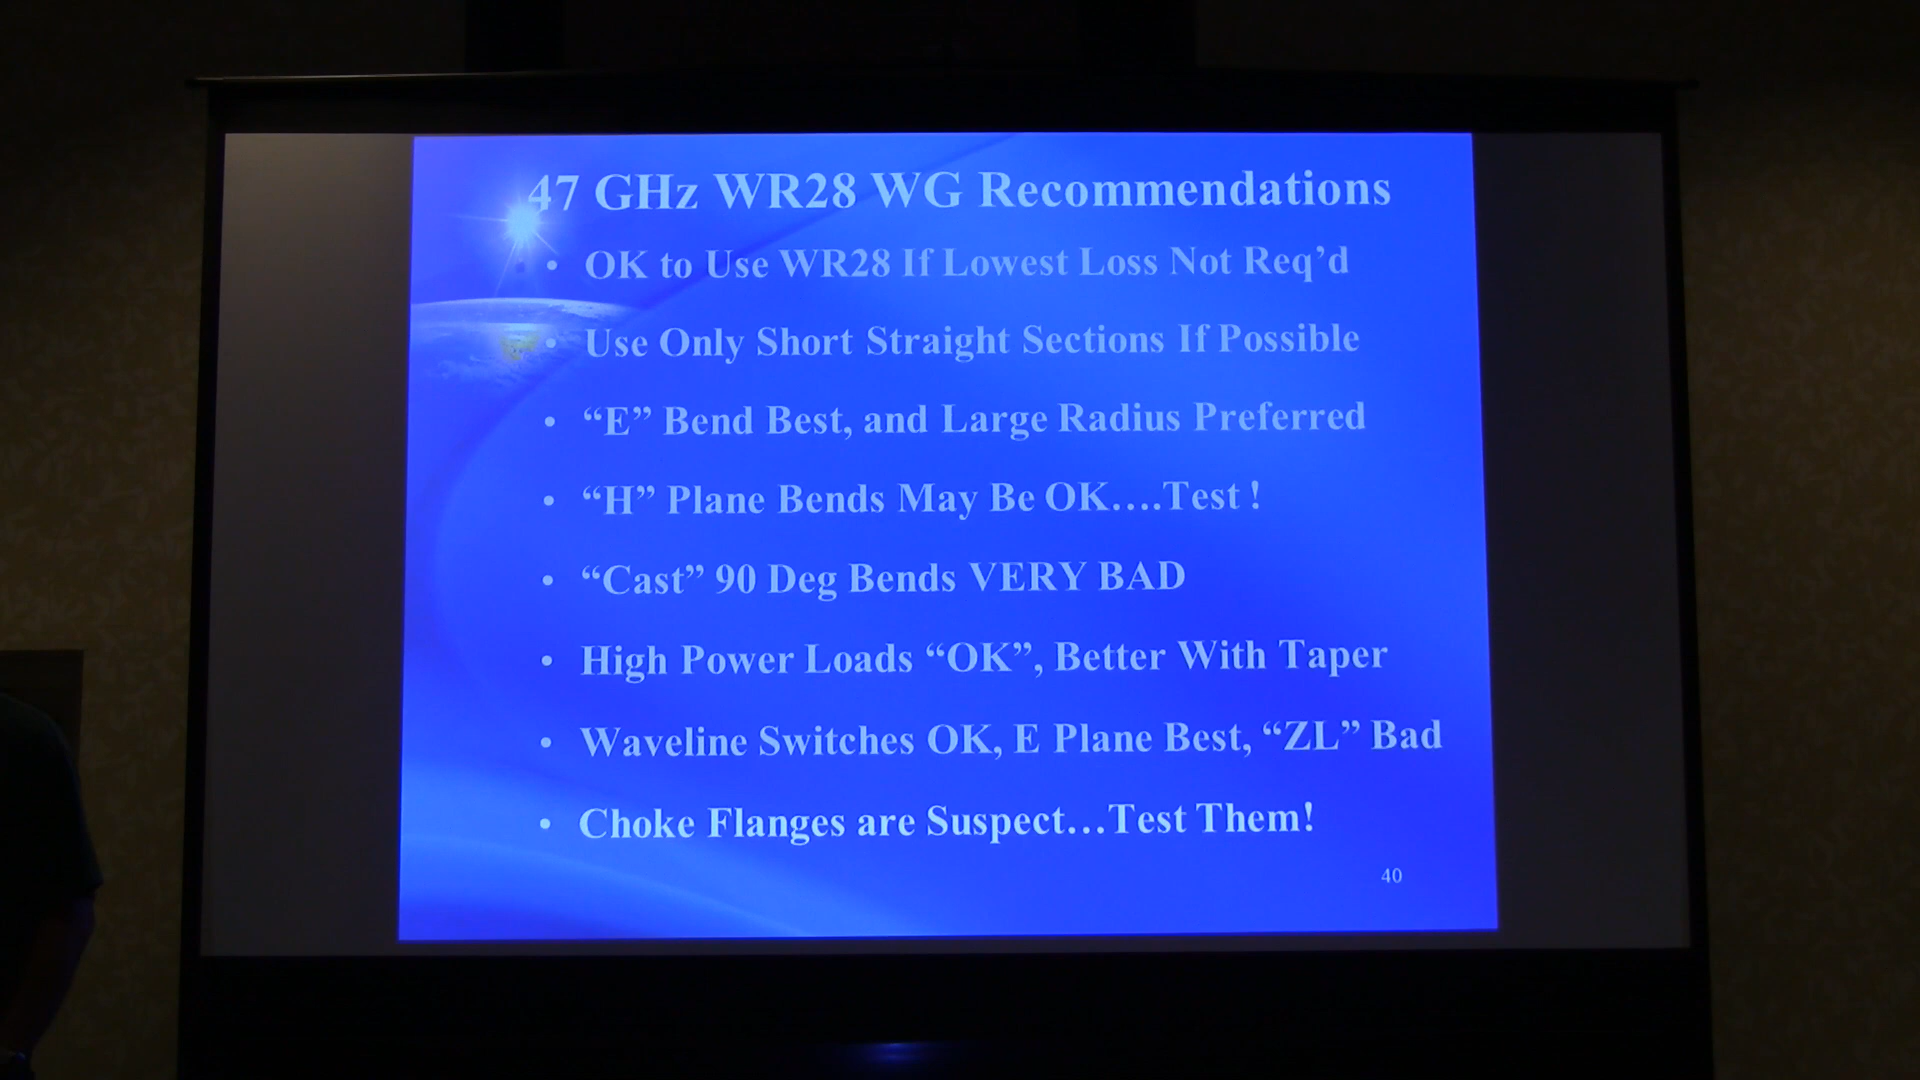 47 GHz WR28 WG Recommendations
• OK to Use WR28 If Lowest Loss Not Req’d
• Use Only Short Straight Sections If Possible
• “E” Bend Best, and Large Radius Preferred
• “H” Plane Bends May Be OK….Test !
• “Cast” 90 Deg Bends VERY BAD
• High Power Loads “OK”, Better With Taper
• Waveline Switches OK, E Plane Best, “ZL” Bad
• Choke Flanges are Suspect…Test Them!
40